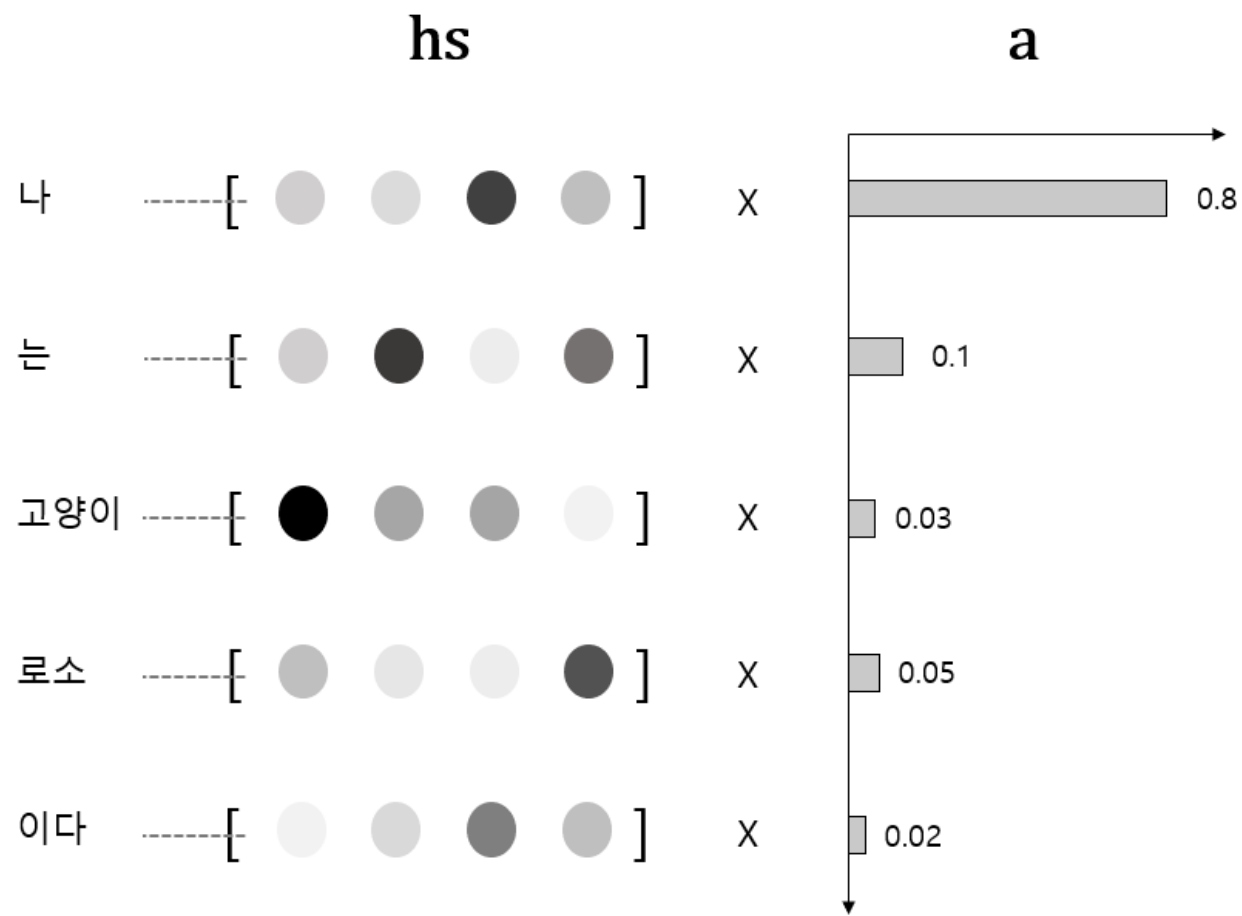 hs a
나 [ ] X 0.8
는 [ ] X 0.1
고양이 [ ] X 0.03
로소 [ ] X 0.05
이다 [ ] X 0.02